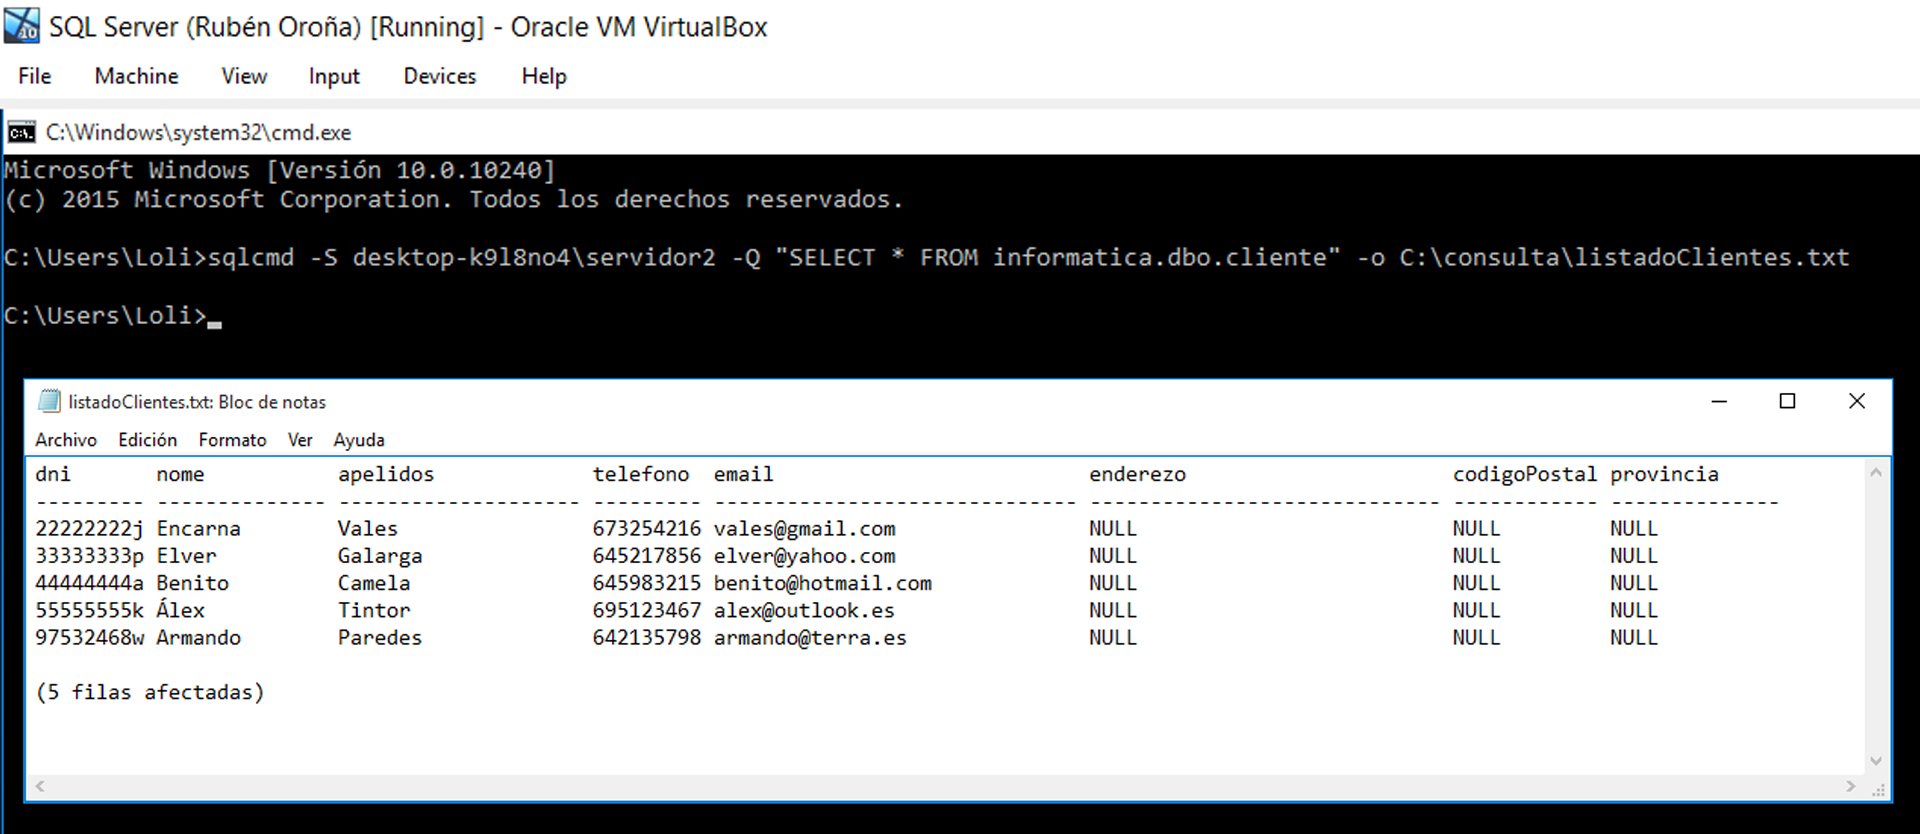 SQL Server (Rubén Oroña) [Running] - Oracle VM VirtualBox
File Machine View Input Devices Help
C:\Windows\system32\cmd.exe
Microsoft Windows [Versión 10.0.10240]
(c) 2015 Microsoft Corporation. Todos los derechos reservados.
C:\Users\Loli>sqlcmd -S desktop-k9l8no4\servidor2 -Q "SELECT * FROM informatica.dbo.cliente" -o C:\consulta\listadoClientes.txt
C:\Users\Loli>_
listadoClientes.txt: Bloc de notas
Archivo Edición Formato Ver Ayuda
dni nome apelidos telefono email enderezo codigoPostal provincia
--------- -------------- -------------------- --------- ------------------------------ ----------------------------- ------------ --------------
22222222j Encarna Vales 673254216 vales@gmail.com NULL NULL NULL
33333333p Elver Galarga 645217856 elver@yahoo.com NULL NULL NULL
44444444a Benito Camela 645983215 benito@hotmail.com NULL NULL NULL
55555555k Álex Tintor 695123467 alex@outlook.es NULL NULL NULL
97532468w Armando Paredes 642135798 armando@terra.es NULL NULL NULL
(5 filas afectadas)